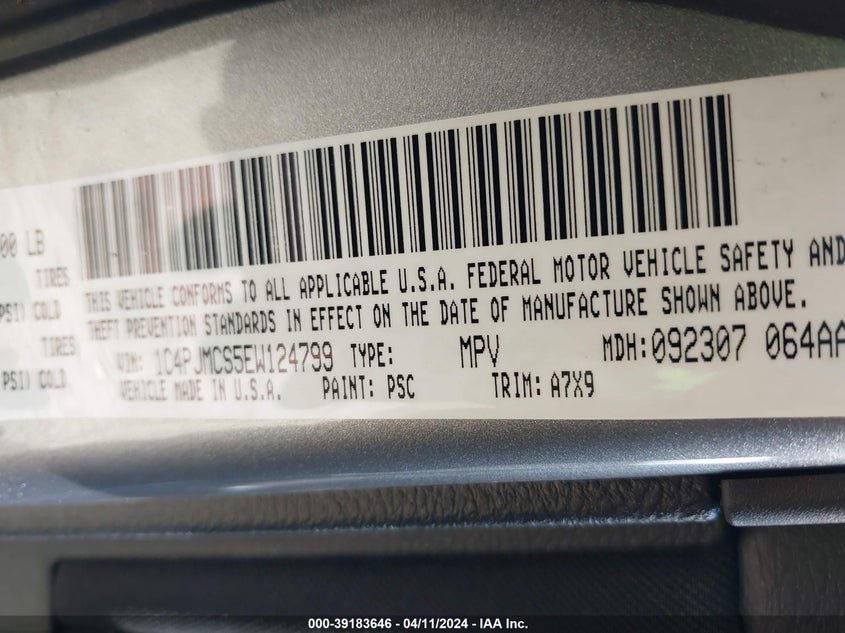 00 LB
TIRES
PSI) COLD
TIRES
PSI) COLD
THIS VEHICLE CONFORMS TO ALL APPLICABLE U.S.A. FEDERAL MOTOR VEHICLE SAFETY AND
THEFT PREVENTION STANDARDS IN EFFECT ON THE DATE OF MANUFACTURE SHOWN ABOVE.
VIN: 1C4PJMCS5EW124799 TYPE: MPV MDH:092307 064AA
VEHICLE MADE IN U.S.A. PAINT: PSC TRIM: A7X9
000-39183646 - 04/11/2024 - IAA Inc.